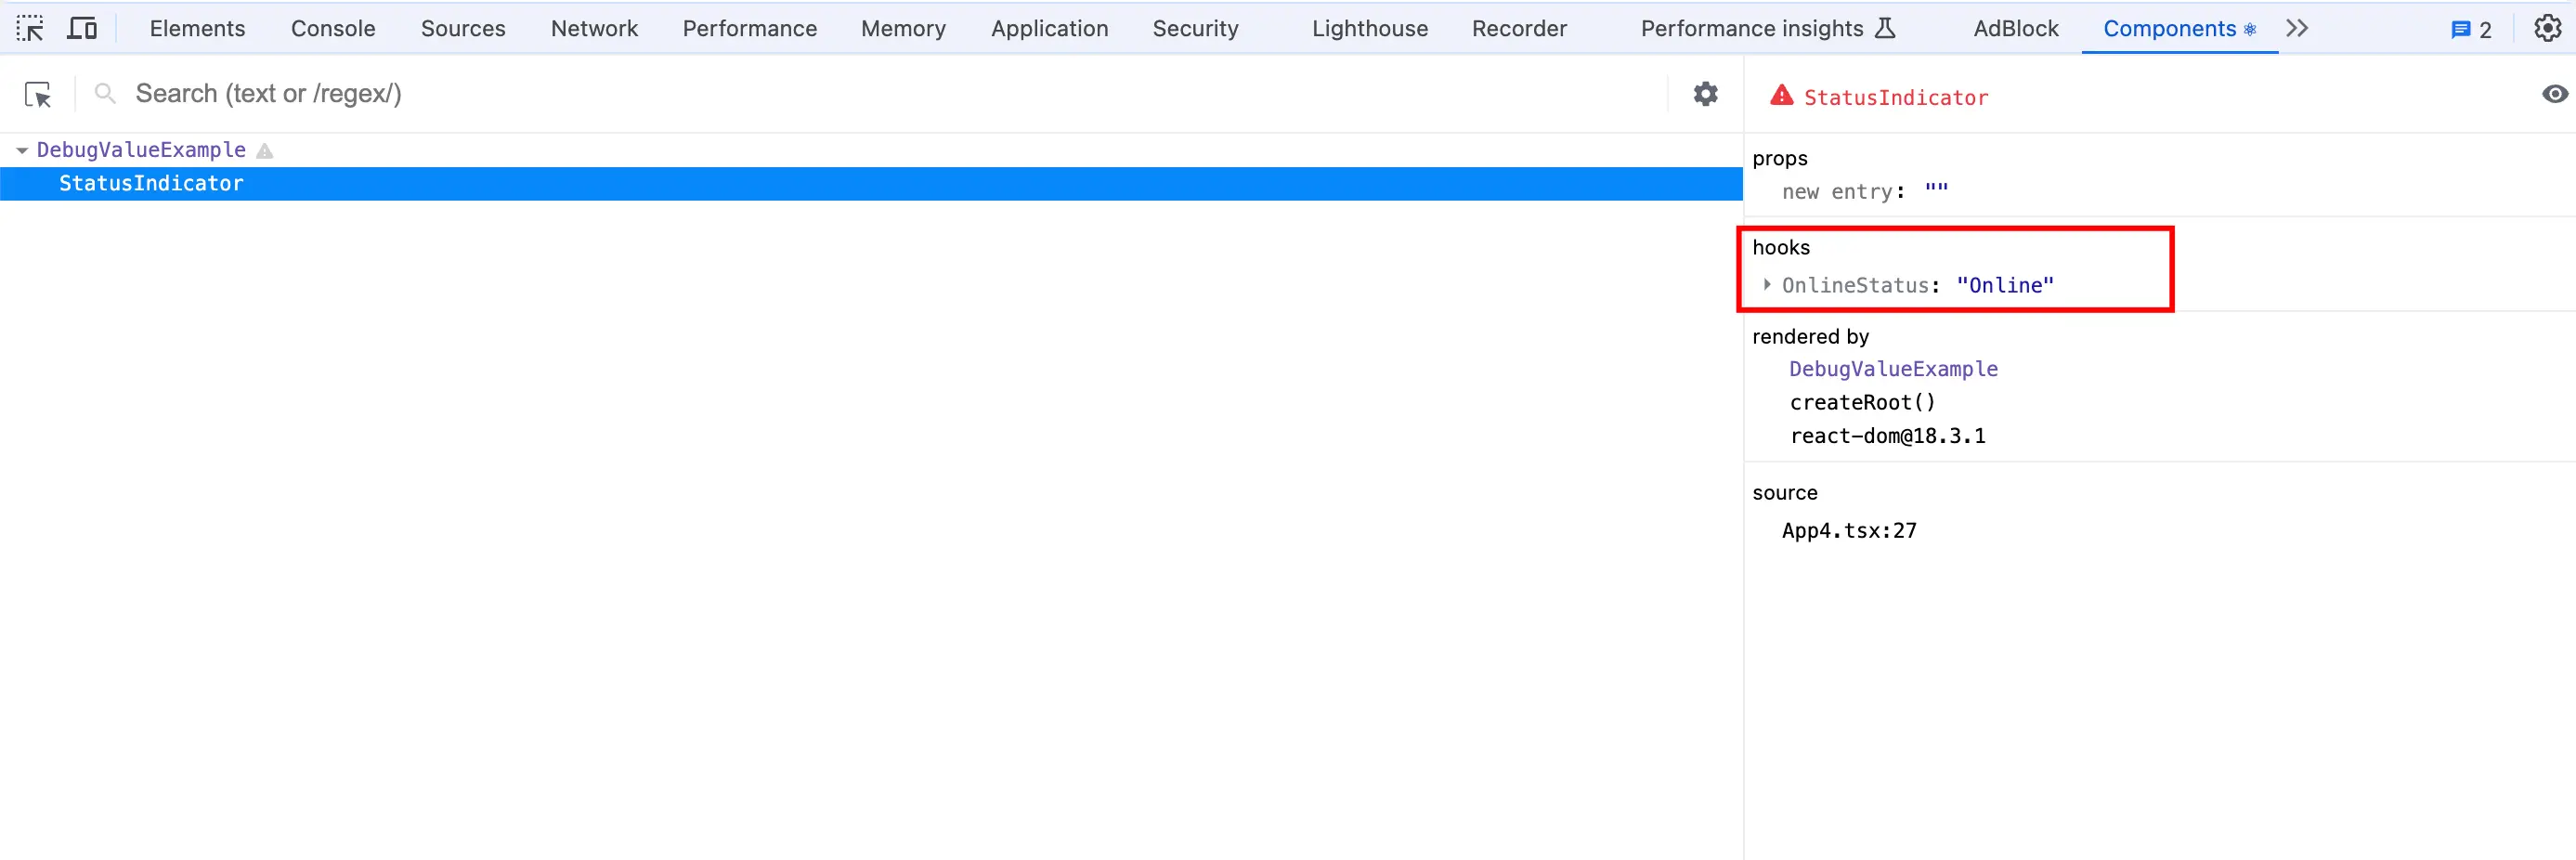 Elements Console Sources Network Performance Memory Application Security Lighthouse Recorder Performance insights AdBlock Components 2
Search (text or /regex/)
DebugValueExample
StatusIndicator
StatusIndicator
props
new entry: ""
hooks
OnlineStatus: "Online"
rendered by
DebugValueExample
createRoot()
react-dom@18.3.1
source
App4.tsx:27